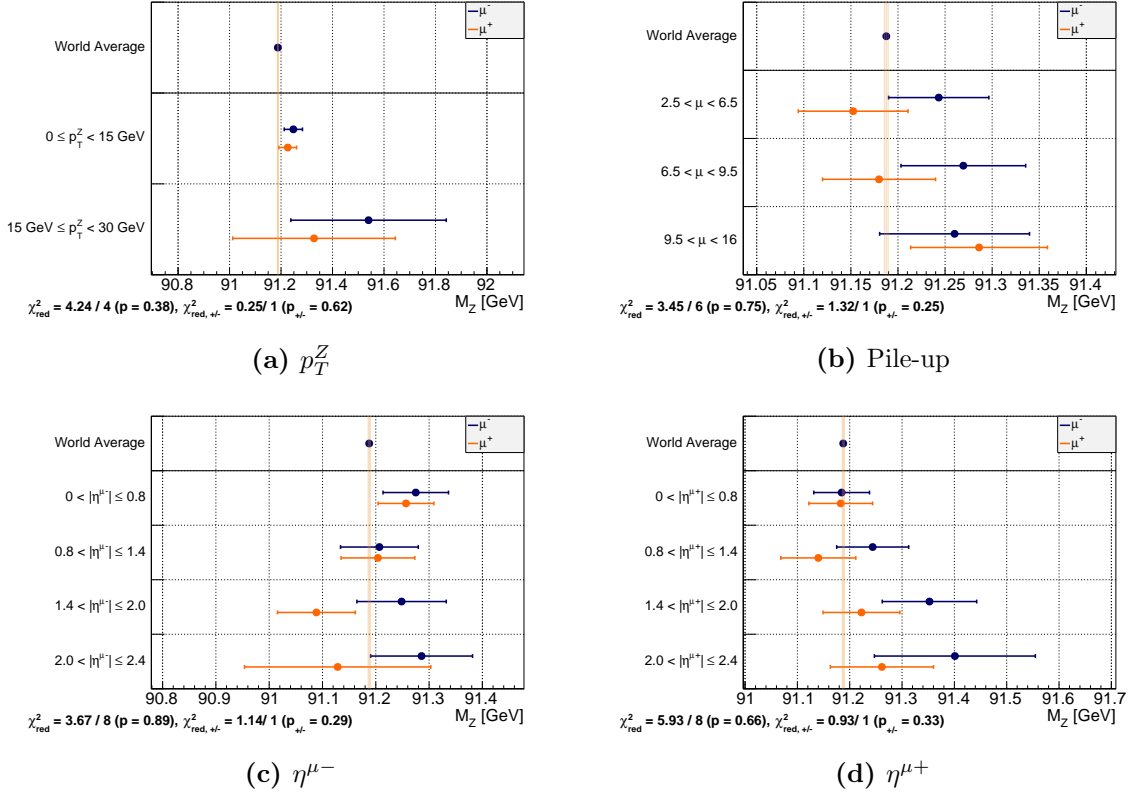 μ⁻
μ⁺
World Average
0 ≤ p_T^Z < 15 GeV
15 GeV ≤ p_T^Z < 30 GeV
90.8 91 91.2 91.4 91.6 91.8 92
M_Z [GeV]
χ²_red = 4.24 / 4 (p = 0.38), χ²_red,+/- = 0.25/ 1 (p_+/- = 0.62)
(a) p_T^Z
μ⁻
μ⁺
World Average
2.5 < μ < 6.5
6.5 < μ < 9.5
9.5 < μ < 16
91.05 91.1 91.15 91.2 91.25 91.3 91.35 91.4
M_Z [GeV]
χ²_red = 3.45 / 6 (p = 0.75), χ²_red,+/- = 1.32/ 1 (p_+/- = 0.25)
(b) Pile-up
μ⁻
μ⁺
World Average
0 < |η^μ-| ≤ 0.8
0.8 < |η^μ-| ≤ 1.4
1.4 < |η^μ-| ≤ 2.0
2.0 < |η^μ-| ≤ 2.4
90.8 90.9 91 91.1 91.2 91.3 91.4
M_Z [GeV]
χ²_red = 3.67 / 8 (p = 0.89), χ²_red,+/- = 1.14/ 1 (p_+/- = 0.29)
(c) η^μ−
μ⁻
μ⁺
World Average
0 < |η^μ+| ≤ 0.8
0.8 < |η^μ+| ≤ 1.4
1.4 < |η^μ+| ≤ 2.0
2.0 < |η^μ+| ≤ 2.4
91 91.1 91.2 91.3 91.4 91.5 91.6 91.7
M_Z [GeV]
χ²_red = 5.93 / 8 (p = 0.66), χ²_red,+/- = 0.93/ 1 (p_+/- = 0.33)
(d) η^μ+